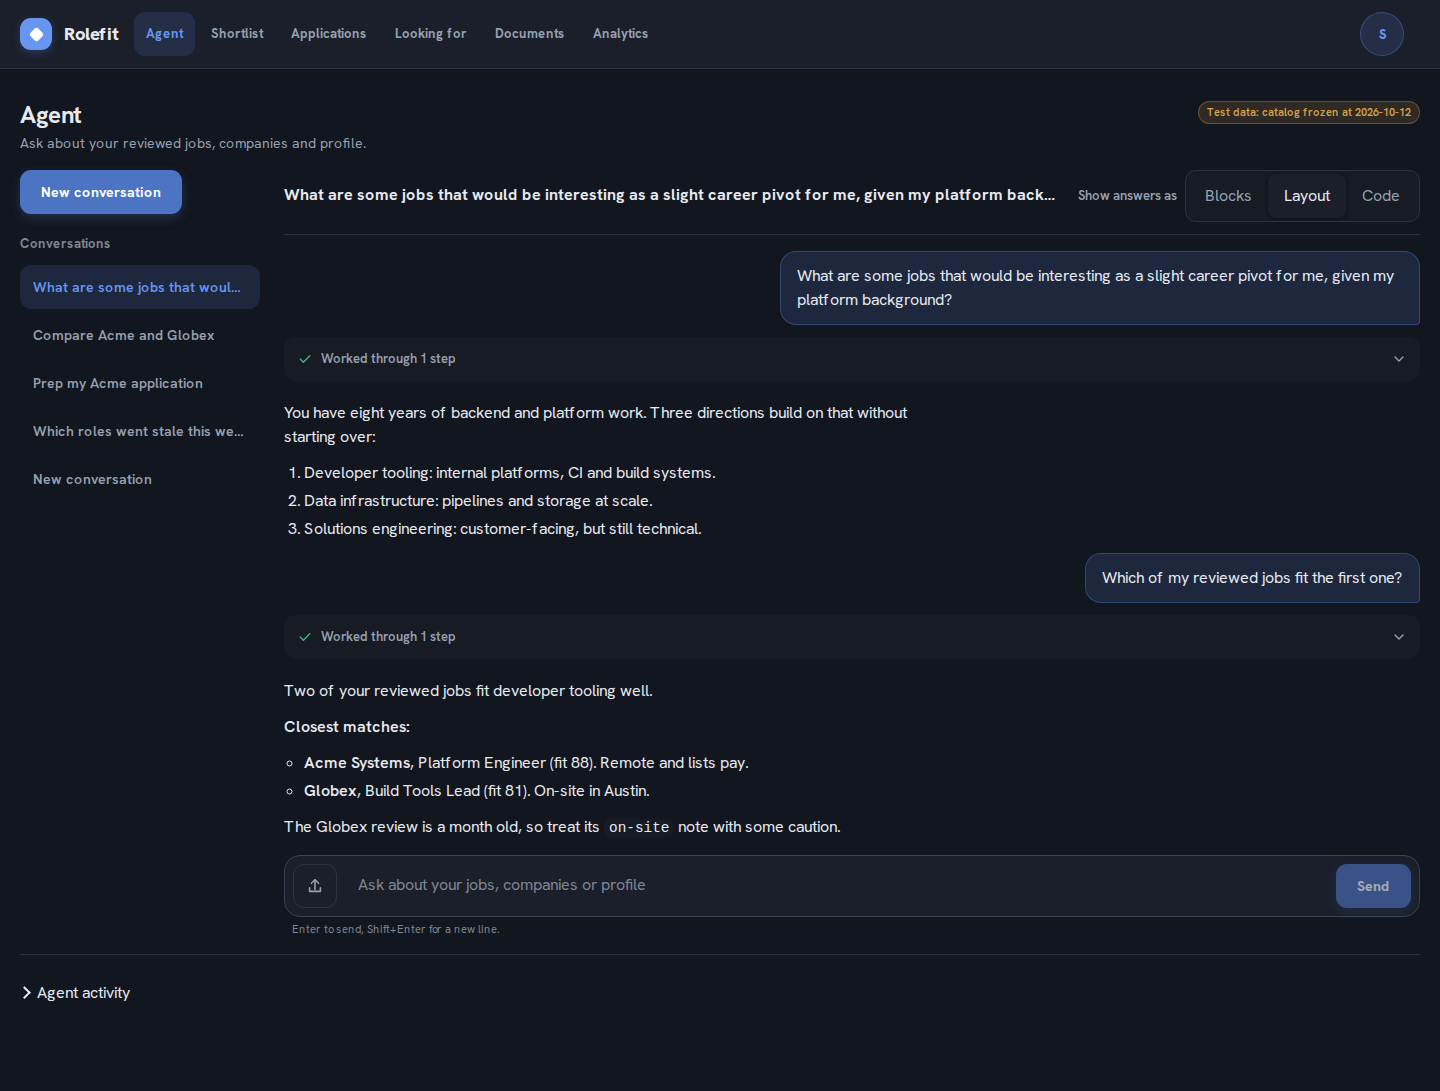 Rolefit
Agent
Shortlist
Applications
Looking for
Documents
Analytics
S
Agent
Test data: catalog frozen at 2026-10-12
Ask about your reviewed jobs, companies and profile.
New conversation
What are some jobs that would be interesting as a slight career pivot for me, given my platform back...
Show answers as
Blocks
Layout
Code
Conversations
What are some jobs that woul...
Compare Acme and Globex
Prep my Acme application
Which roles went stale this we...
New conversation
What are some jobs that would be interesting as a slight career pivot for me, given my
platform background?
Worked through 1 step
You have eight years of backend and platform work. Three directions build on that without
starting over:
1. Developer tooling: internal platforms, CI and build systems.
2. Data infrastructure: pipelines and storage at scale.
3. Solutions engineering: customer-facing, but still technical.
Which of my reviewed jobs fit the first one?
Worked through 1 step
Two of your reviewed jobs fit developer tooling well.
Closest matches:
Acme Systems, Platform Engineer (fit 88). Remote and lists pay.
Globex, Build Tools Lead (fit 81). On-site in Austin.
The Globex review is a month old, so treat its on-site note with some caution.
Ask about your jobs, companies or profile
Send
Enter to send, Shift+Enter for a new line.
Agent activity